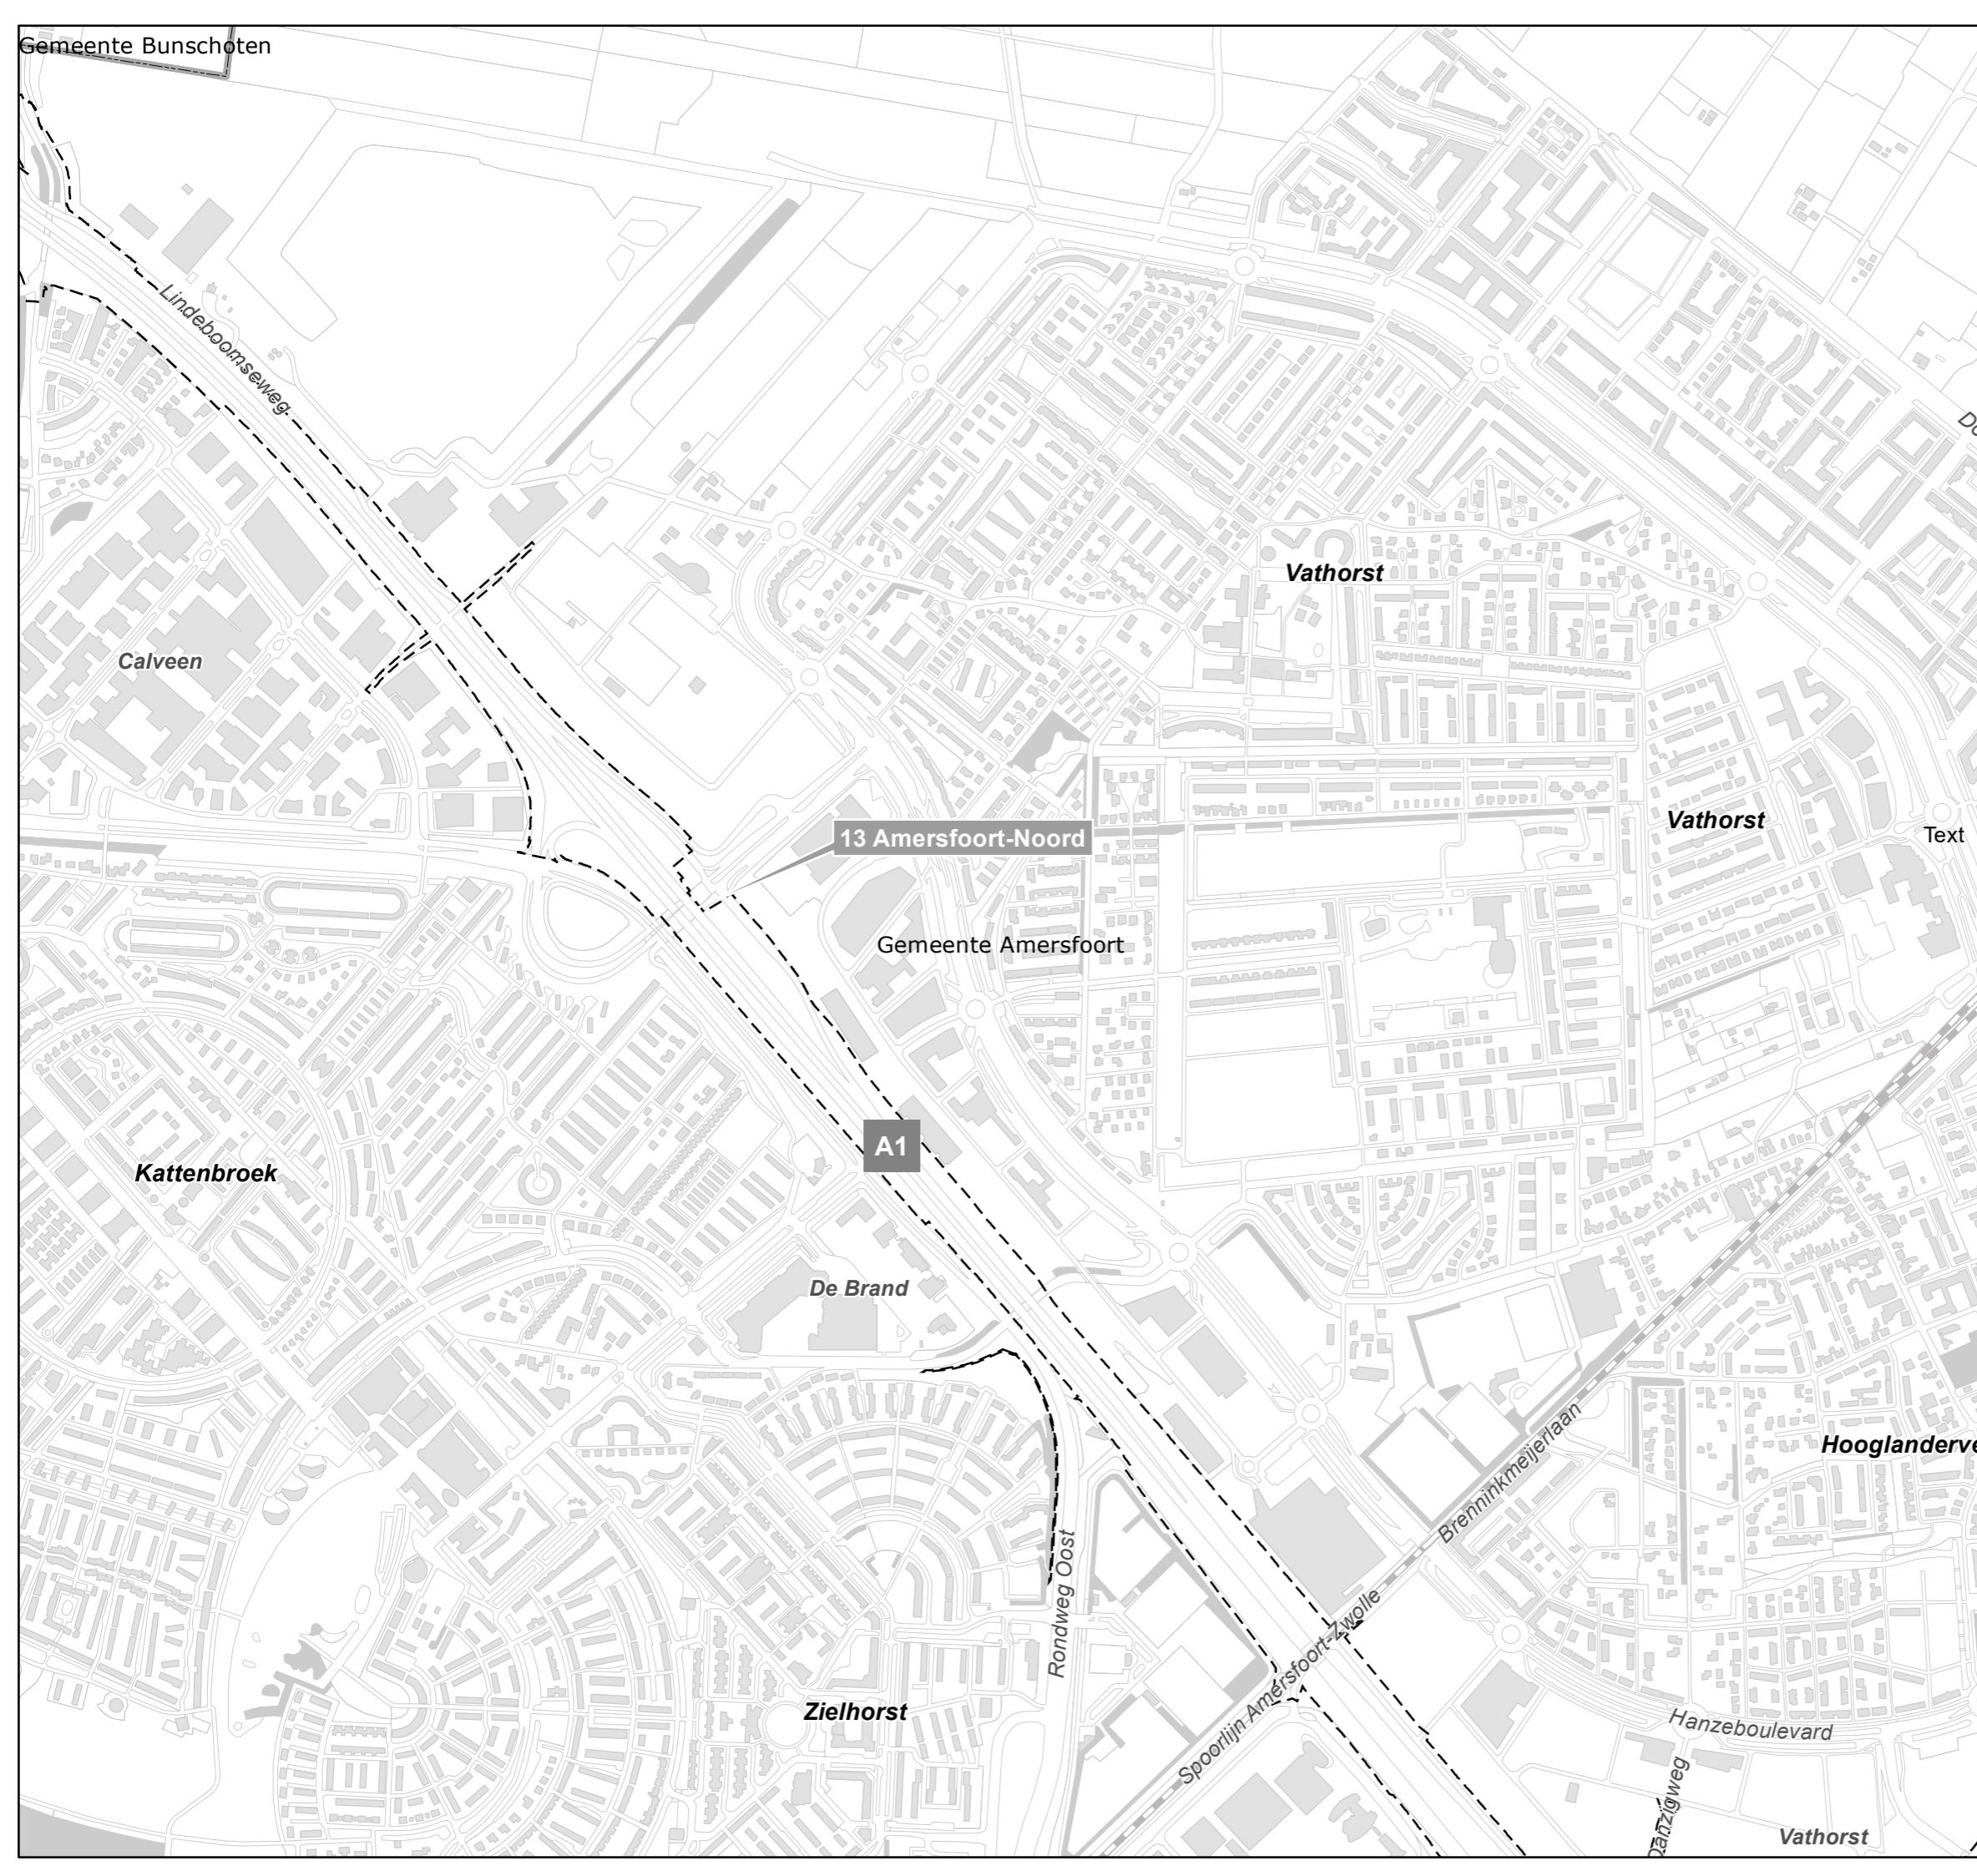 Gemeente Bunschoten
Lindeboomseweg
Vathorst
Calveen
Vathorst
Text
13 Amersfoort-Noord
Gemeente Amersfoort
A1
Kattenbroek
De Brand
Brenninkmeijerlaan
Rondweg Oost
Spoorlijn Amersfoort-Zwolle
Zielhorst
Hanzeboulevard
Danzigweg
Vathorst